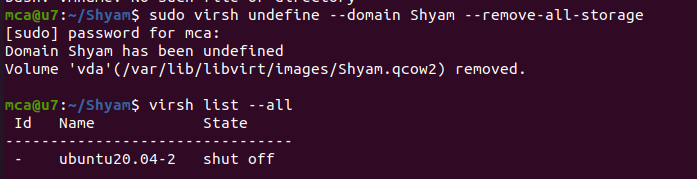 mca@u7:~/Shyam$ sudo virsh undefine --domain Shyam --remove-all-storage
[sudo] password for mca:
Domain Shyam has been undefined
Volume 'vda'(/var/lib/libvirt/images/Shyam.qcow2) removed.
mca@u7:~/Shyam$ virsh list --all
Id Name State
--------------------------------
- ubuntu20.04-2 shut off